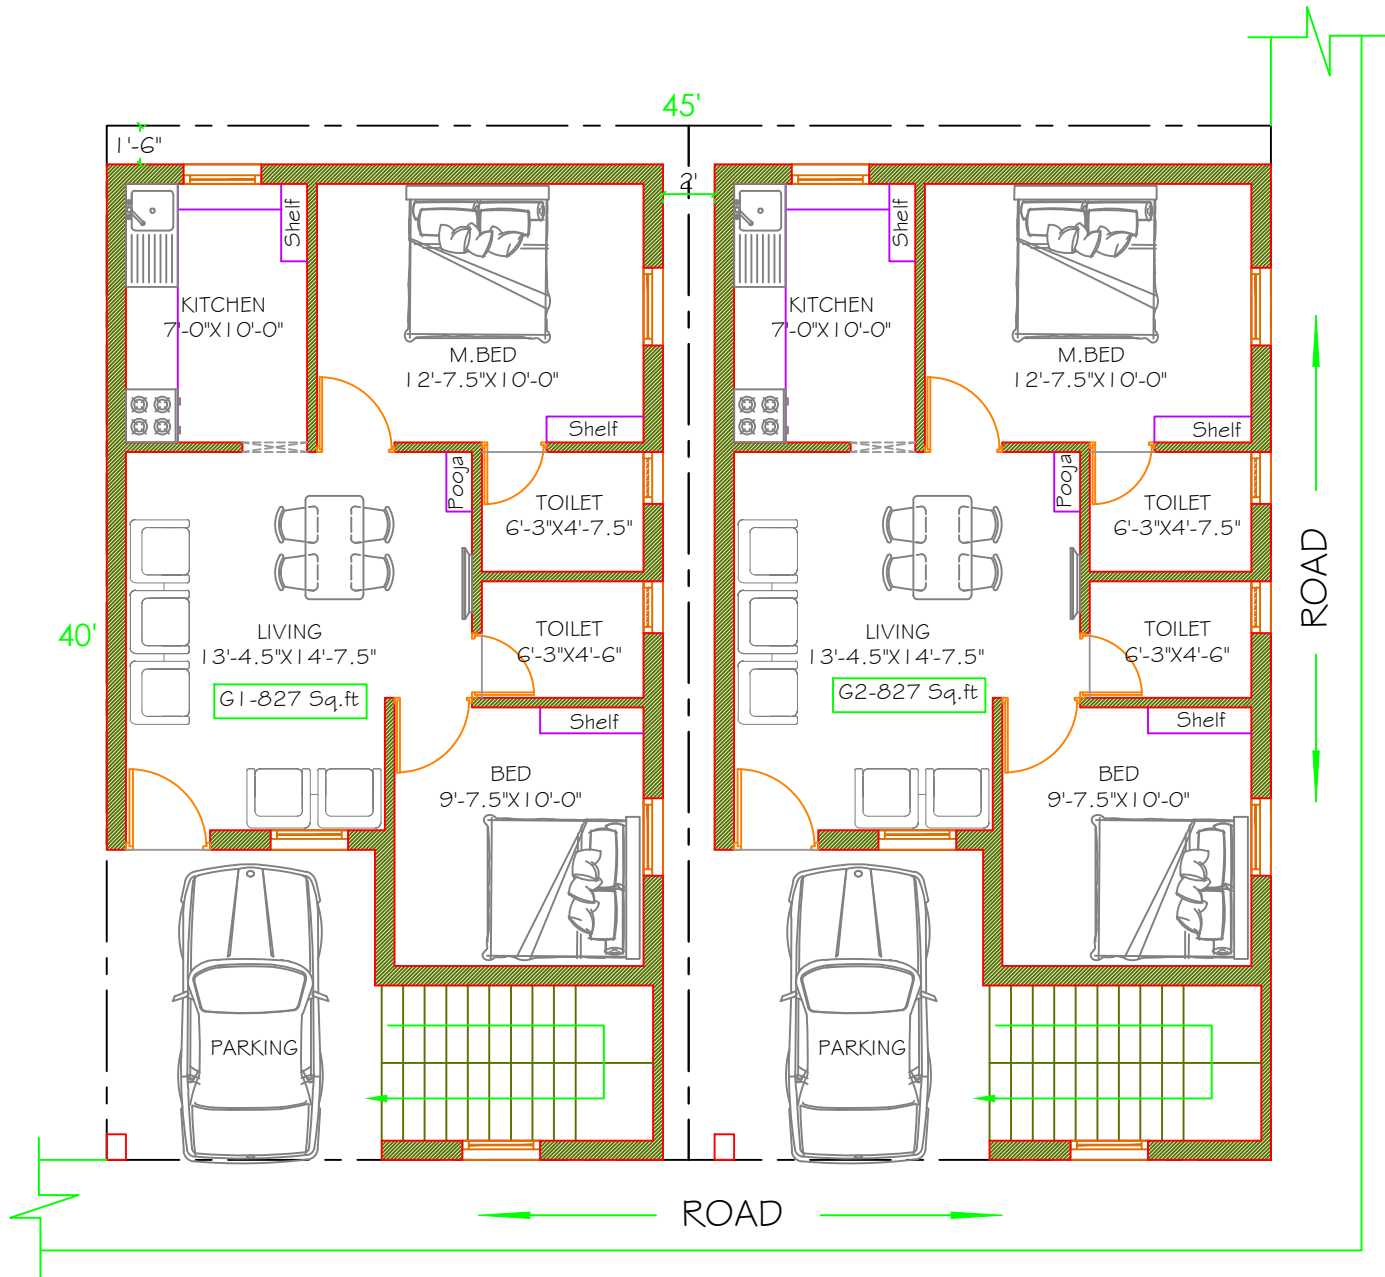 45'
1'-6"
2'
Shelf
Shelf
KITCHEN
7'-0"X10'-0"
KITCHEN
7'-0"X10'-0"
M.BED
12'-7.5"X10'-0"
M.BED
12'-7.5"X10'-0"
Shelf
Shelf
Pooja
Pooja
TOILET
6'-3"X4'-7.5"
TOILET
6'-3"X4'-7.5"
ROAD
40'
LIVING
13'-4.5"X14'-7.5"
TOILET
6'-3"X4'-6"
LIVING
13'-4.5"X14'-7.5"
TOILET
6'-3"X4'-6"
G1-827 Sq.ft
G2-827 Sq.ft
Shelf
Shelf
BED
9'-7.5"X10'-0"
BED
9'-7.5"X10'-0"
PARKING
PARKING
ROAD